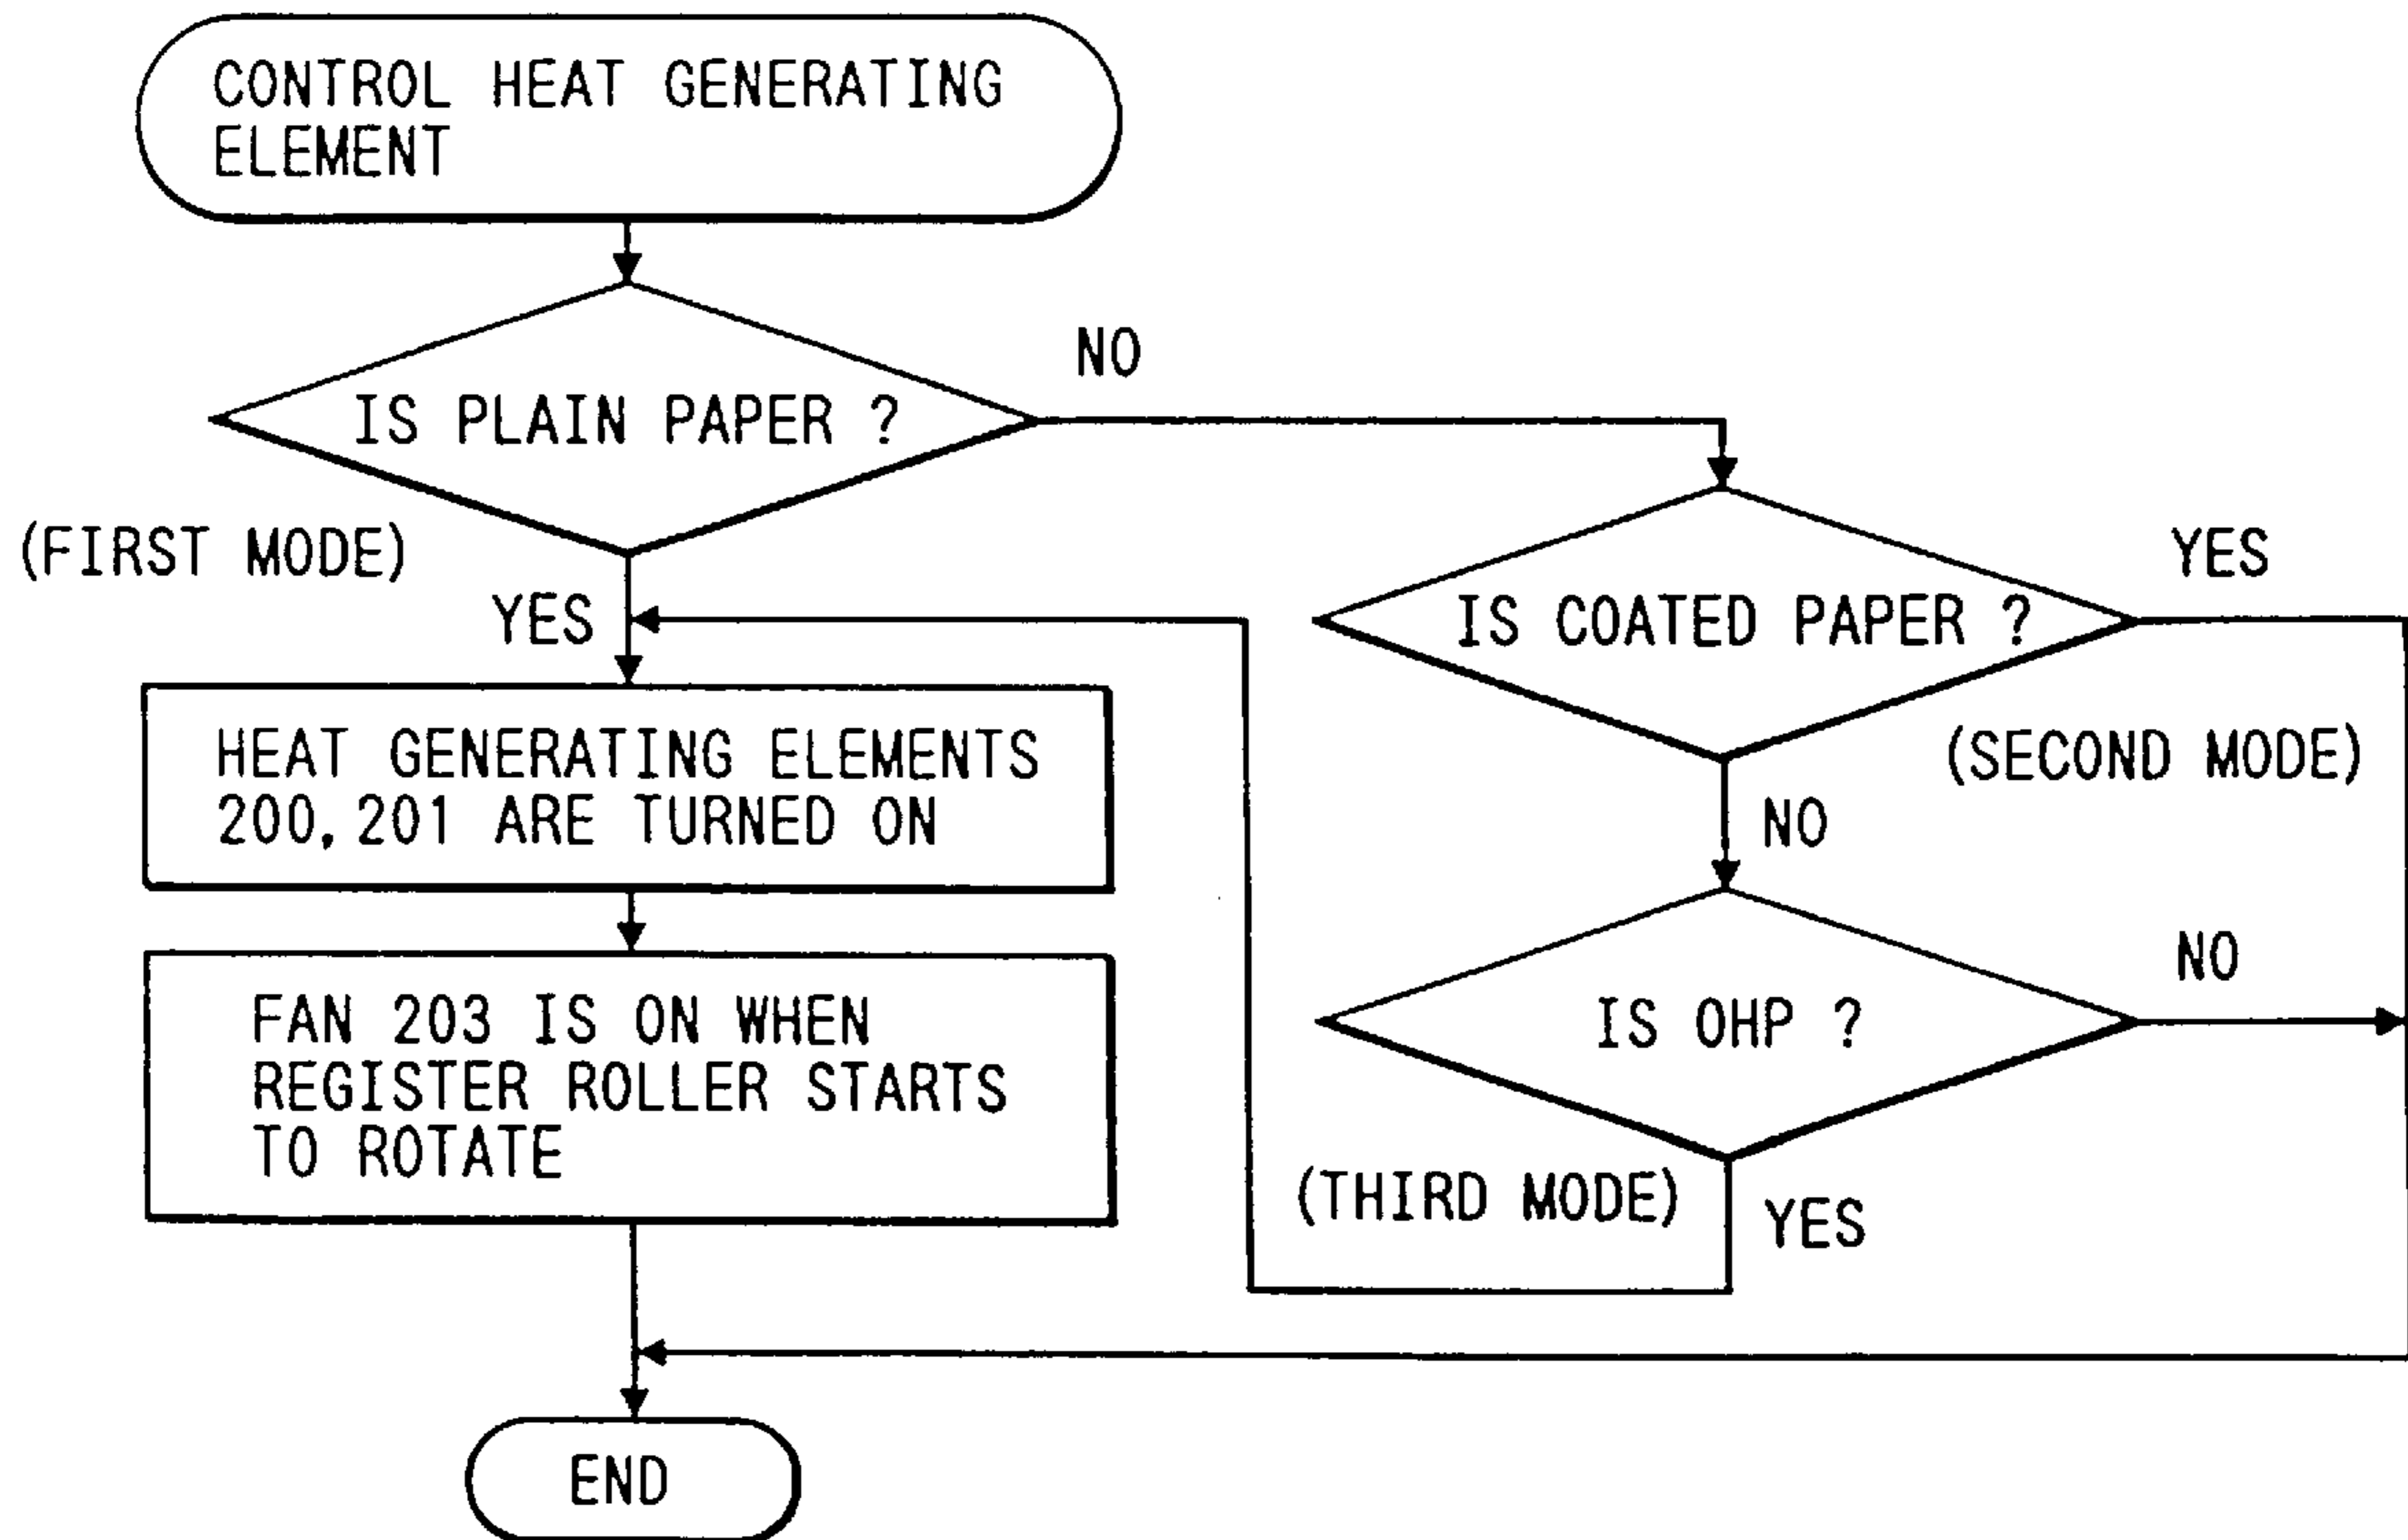 CONTROL HEAT GENERATING
ELEMENT
IS PLAIN PAPER ?
NO
(FIRST MODE)
YES
HEAT GENERATING ELEMENTS
200,201 ARE TURNED ON
FAN 203 IS ON WHEN
REGISTER ROLLER STARTS
TO ROTATE
IS COATED PAPER ?
YES
(SECOND MODE)
NO
IS OHP ?
NO
(THIRD MODE)
YES
END